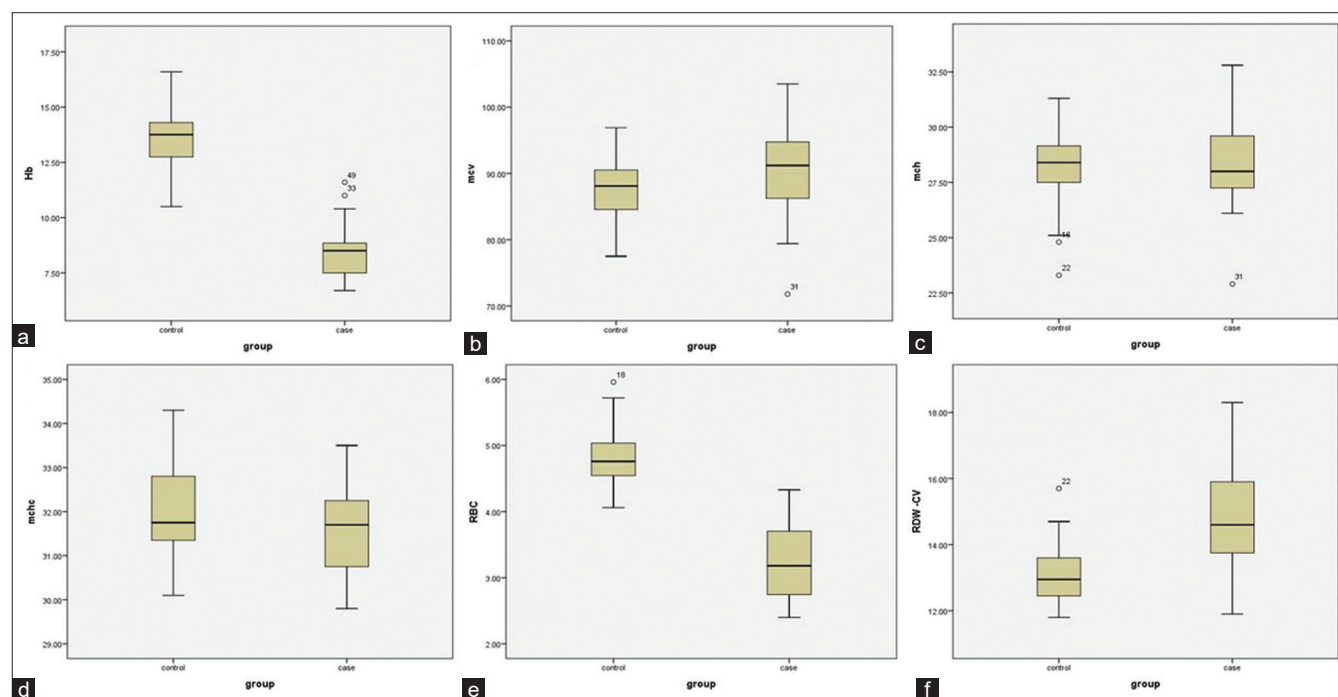 17.50
15.00
12.50
10.00
7.50
Hb
49
33
control
case
group
a
110.00
100.00
90.00
80.00
70.00
mcv
31
control
case
group
b
32.50
30.00
27.50
25.00
22.50
mch
16
22
31
control
case
group
c
35.00
34.00
33.00
32.00
31.00
30.00
29.00
mchc
control
case
group
d
6.00
5.00
4.00
3.00
2.00
RBC
18
control
case
group
e
18.00
16.00
14.00
12.00
RDW -CV
22
control
case
group
f